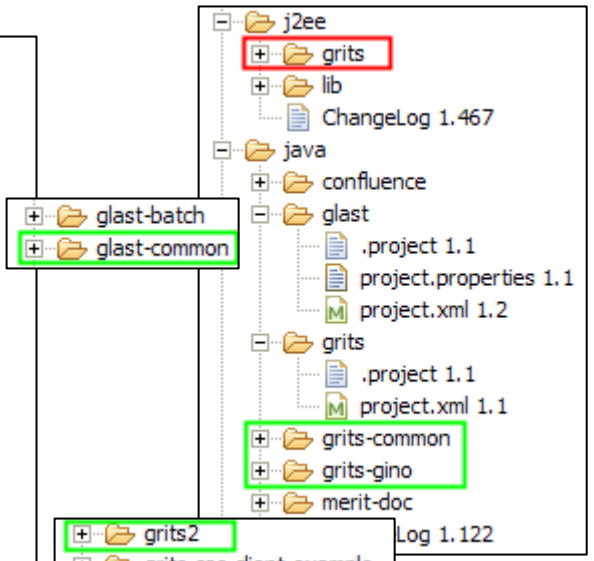 j2ee
grits
lib
ChangeLog 1.467
java
confluence
glast-batch
glast
glast-common
.project 1.1
project.properties 1.1
project.xml 1.2
grits
.project 1.1
project.xml 1.1
grits-common
grits-gino
merit-doc
grits2
Log 1.122